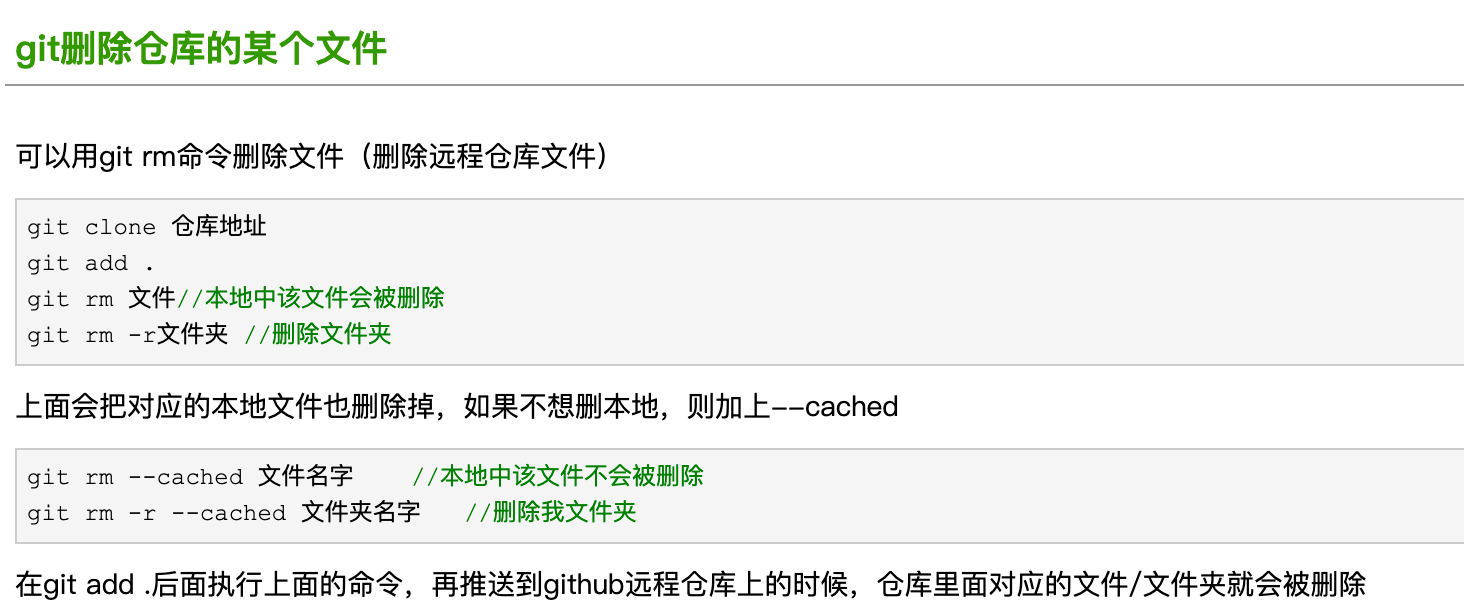 git删除仓库的某个文件
可以用git rm命令删除文件（删除远程仓库文件）
git clone 仓库地址
git add .
git rm 文件//本地中该文件会被删除
git rm -r文件夹 //删除文件夹
上面会把对应的本地文件也删除掉，如果不想删本地，则加上--cached
git rm --cached 文件名字    //本地中该文件不会被删除
git rm -r --cached 文件夹名字   //删除我文件夹
在git add .后面执行上面的命令，再推送到github远程仓库上的时候，仓库里面对应的文件/文件夹就会被删除